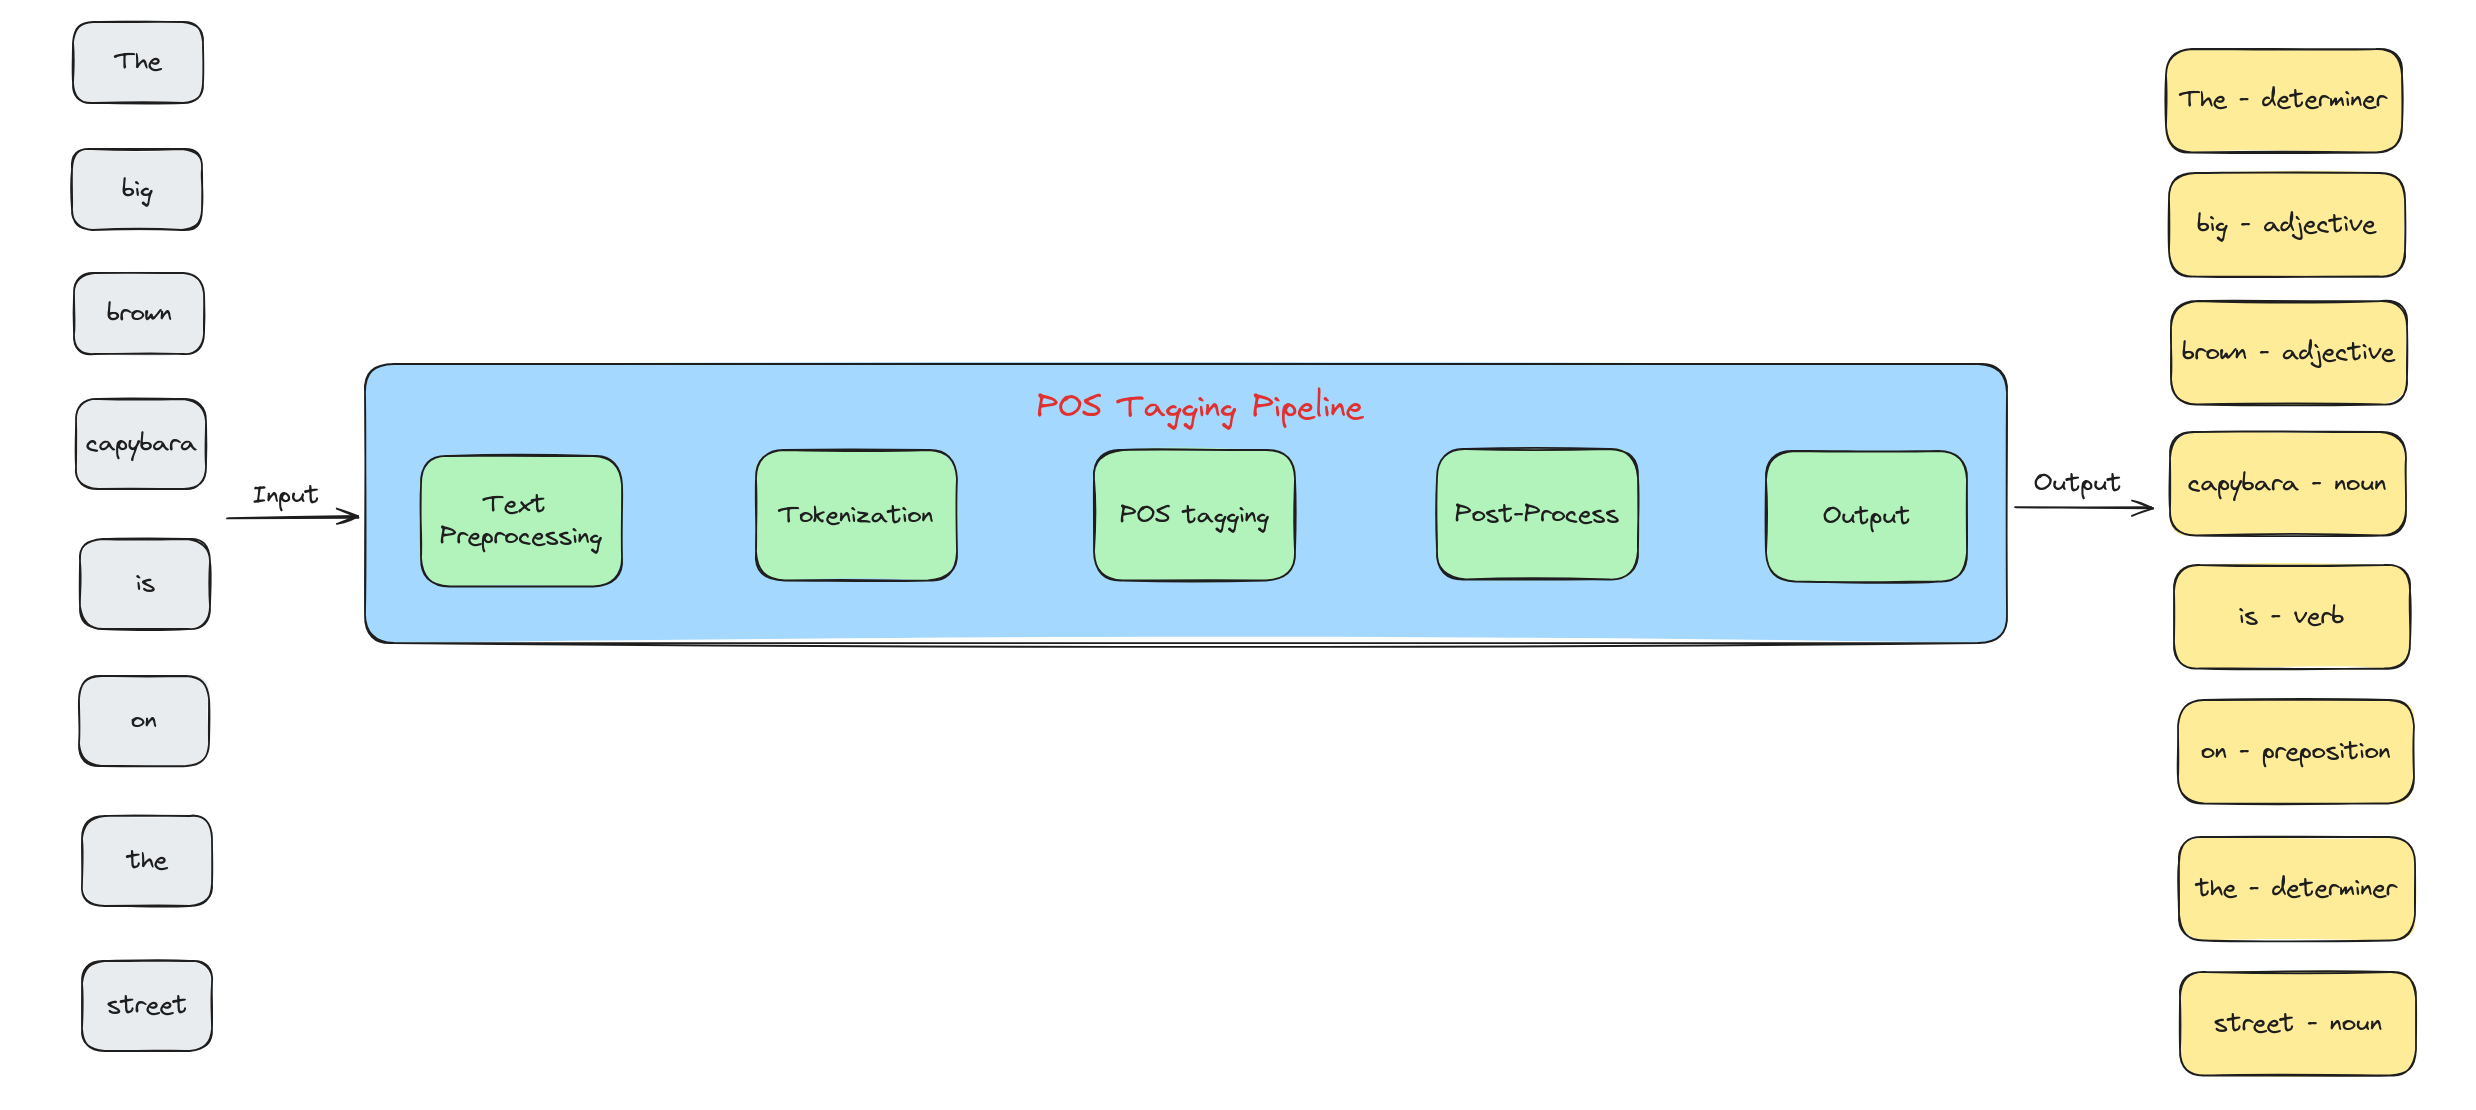 The
big
brown
capybara
is
on
the
street
Input
POS Tagging Pipeline
Text
Preprocessing
Tokenization
POS tagging
Post-Process
Output
Output
The - determiner
big - adjective
brown - adjective
capybara - noun
is - verb
on - preposition
the - determiner
street - noun